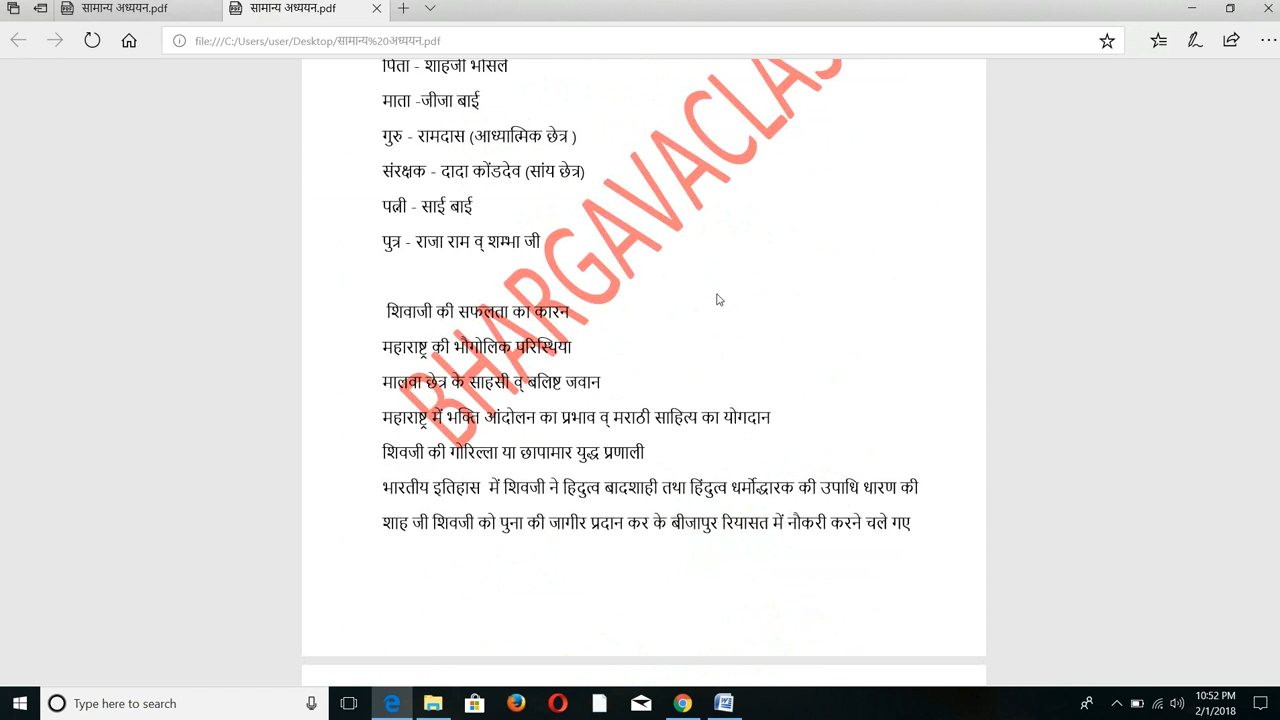 सामान्य अध्ययन.pdf
सामान्य अध्ययन.pdf
file:///C:/Users/user/Desktop/सामान्य%20अध्ययन.pdf
पिता - शाहजी भोंसले
माता -जीजा बाई
गुरु - रामदास (आध्यात्मिक छेत्र )
संरक्षक - दादा कोंडदेव (सांय छेत्र)
पत्नी - साई बाई
पुत्र - राजा राम व् शम्भा जी
BHARGAVACLAS
शिवाजी की सफलता का कारन
महाराष्ट्र की भौगोलिक परिस्थिया
मालवा छेत्र के साहसी व् बलिष्ट जवान
महाराष्ट्र में भक्ति आंदोलन का प्रभाव व् मराठी साहित्य का योगदान
शिवजी की गोरिल्ला या छापामार युद्ध प्रणाली
भारतीय इतिहास में शिवजी ने हिदुत्व बादशाही तथा हिंदुत्व धर्मोद्धारक की उपाधि धारण की
शाह जी शिवजी को पुना की जागीर प्रदान कर के बीजापुर रियासत में नौकरी करने चले गए
Type here to search
10:52 PM
2/1/2018